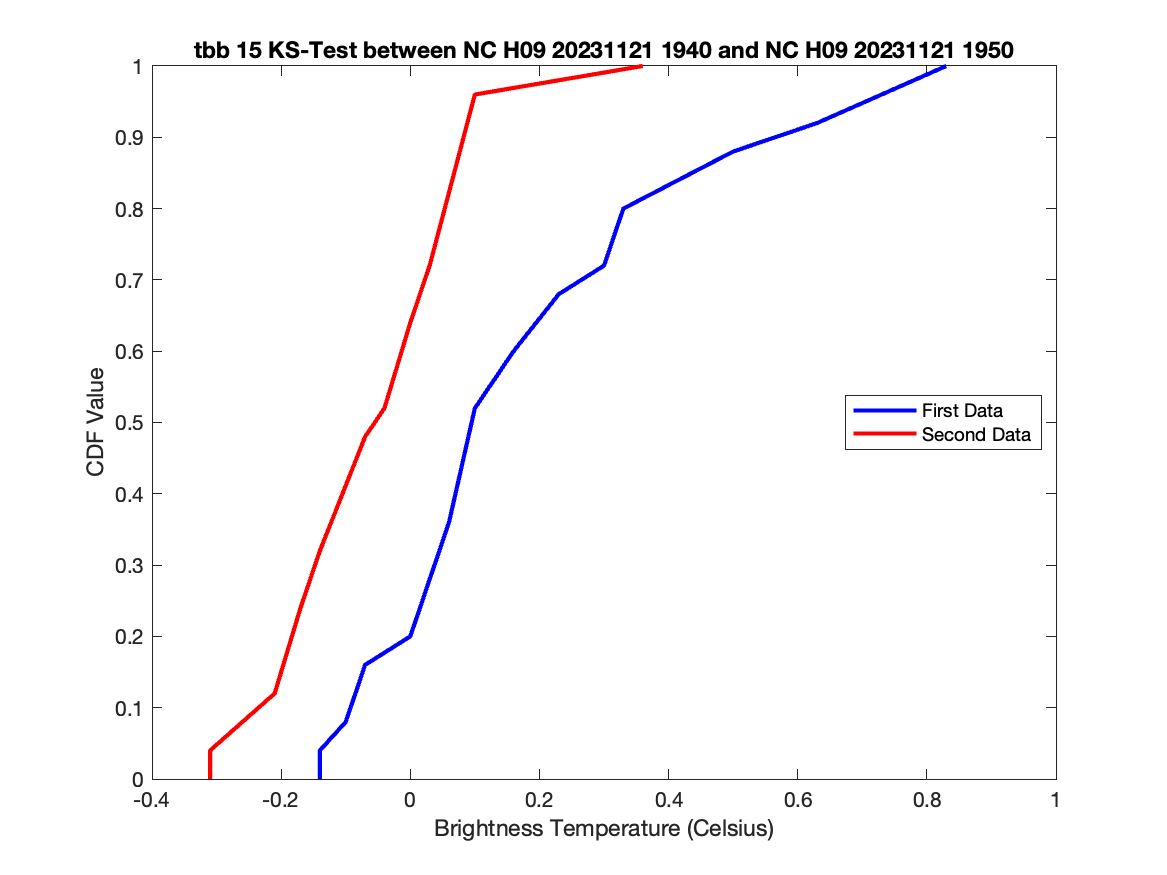 tbb 15 KS-Test between NC H09 20231121 1940 and NC H09 20231121 1950
1
0.9
0.8
0.7
0.6
0.5
0.4
0.3
0.2
0.1
0
CDF Value
First Data
Second Data
-0.4 -0.2 0 0.2 0.4 0.6 0.8 1
Brightness Temperature (Celsius)